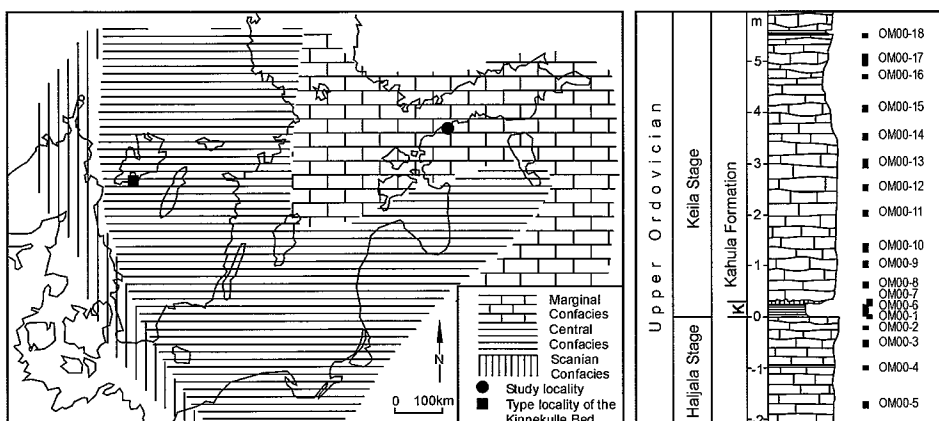 Marginal
Confacies
Central
Confacies
Scanian
Confacies
Study locality
Type locality of the
Kinnekulle Bed
N
0 100km
Upper Ordovician
Haljala Stage
Keila Stage
K
Kahula Formation
m
5
4
3
2
1
0
-1
-2
OM00-18
OM00-17
OM00-16
OM00-15
OM00-14
OM00-13
OM00-12
OM00-11
OM00-10
OM00-9
OM00-8
OM00-7
OM00-6
OM00-1
OM00-2
OM00-3
OM00-4
OM00-5